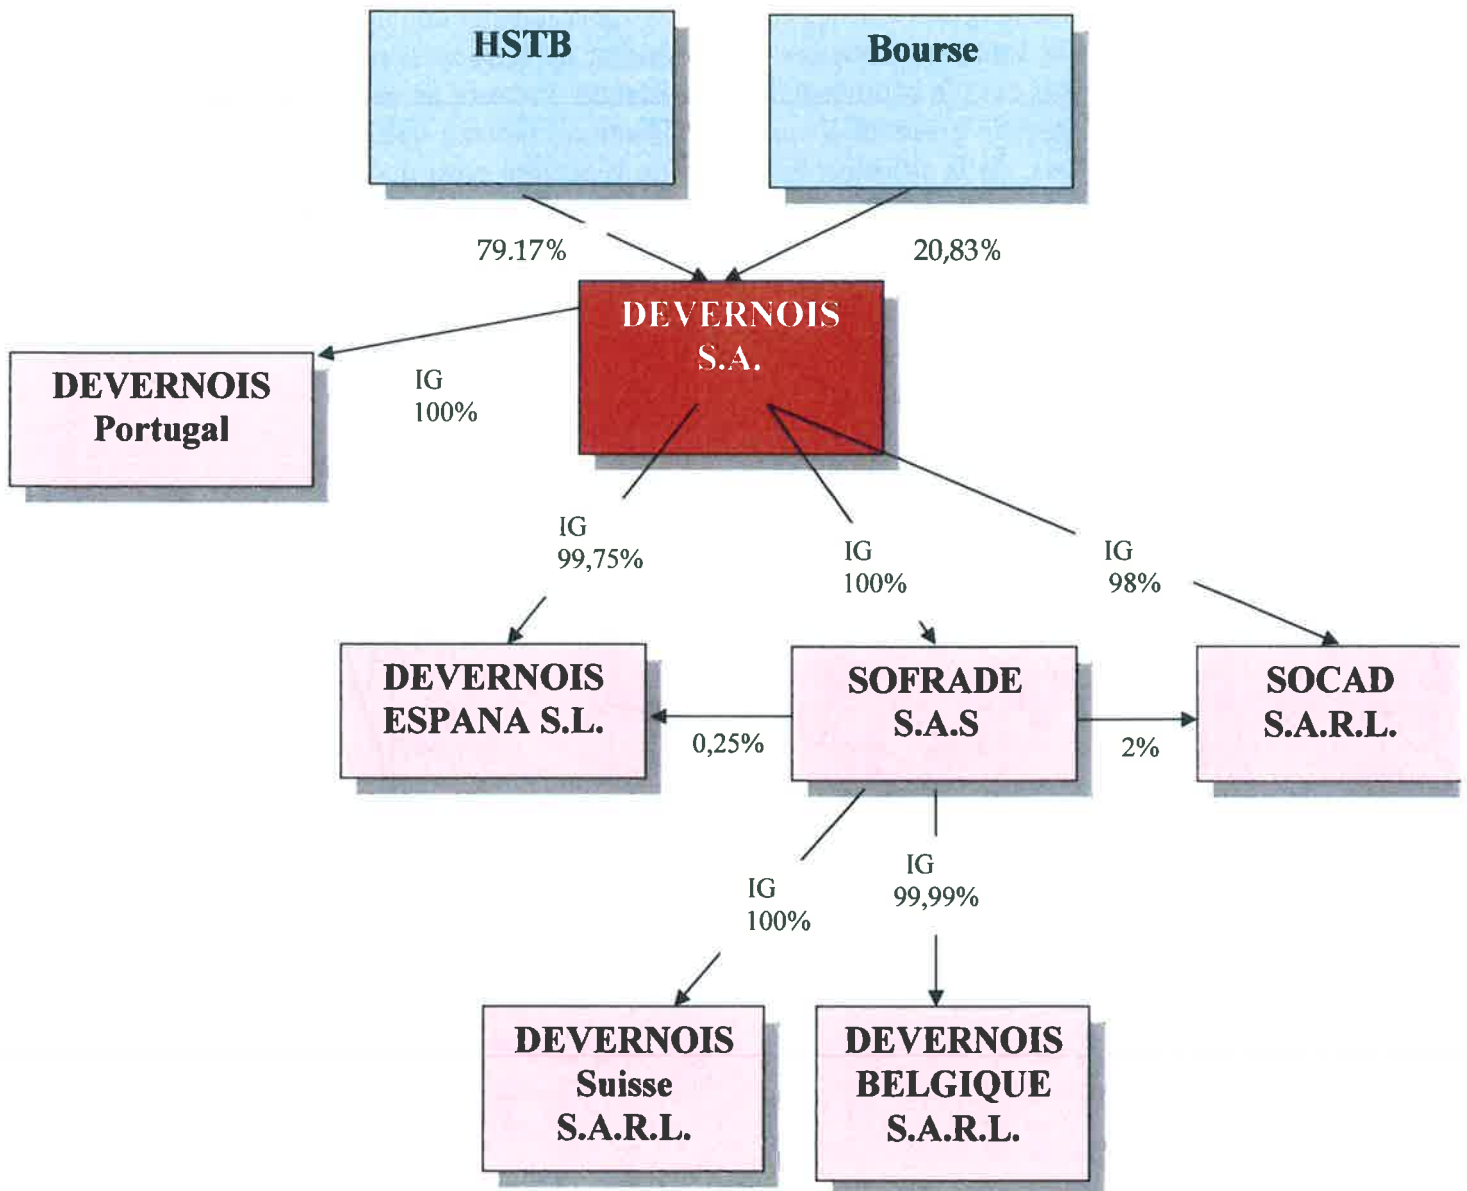 HSTB
Bourse
79.17%
20,83%
DEVERNOIS
S.A.
DEVERNOIS
Portugal
IG
100%
IG
99,75%
IG
100%
IG
98%
DEVERNOIS
ESPANA S.L.
0,25%
SOFRADE
S.A.S
2%
SOCAD
S.A.R.L.
IG
100%
IG
99,99%
DEVERNOIS
Suisse
S.A.R.L.
DEVERNOIS
BELGIQUE
S.A.R.L.